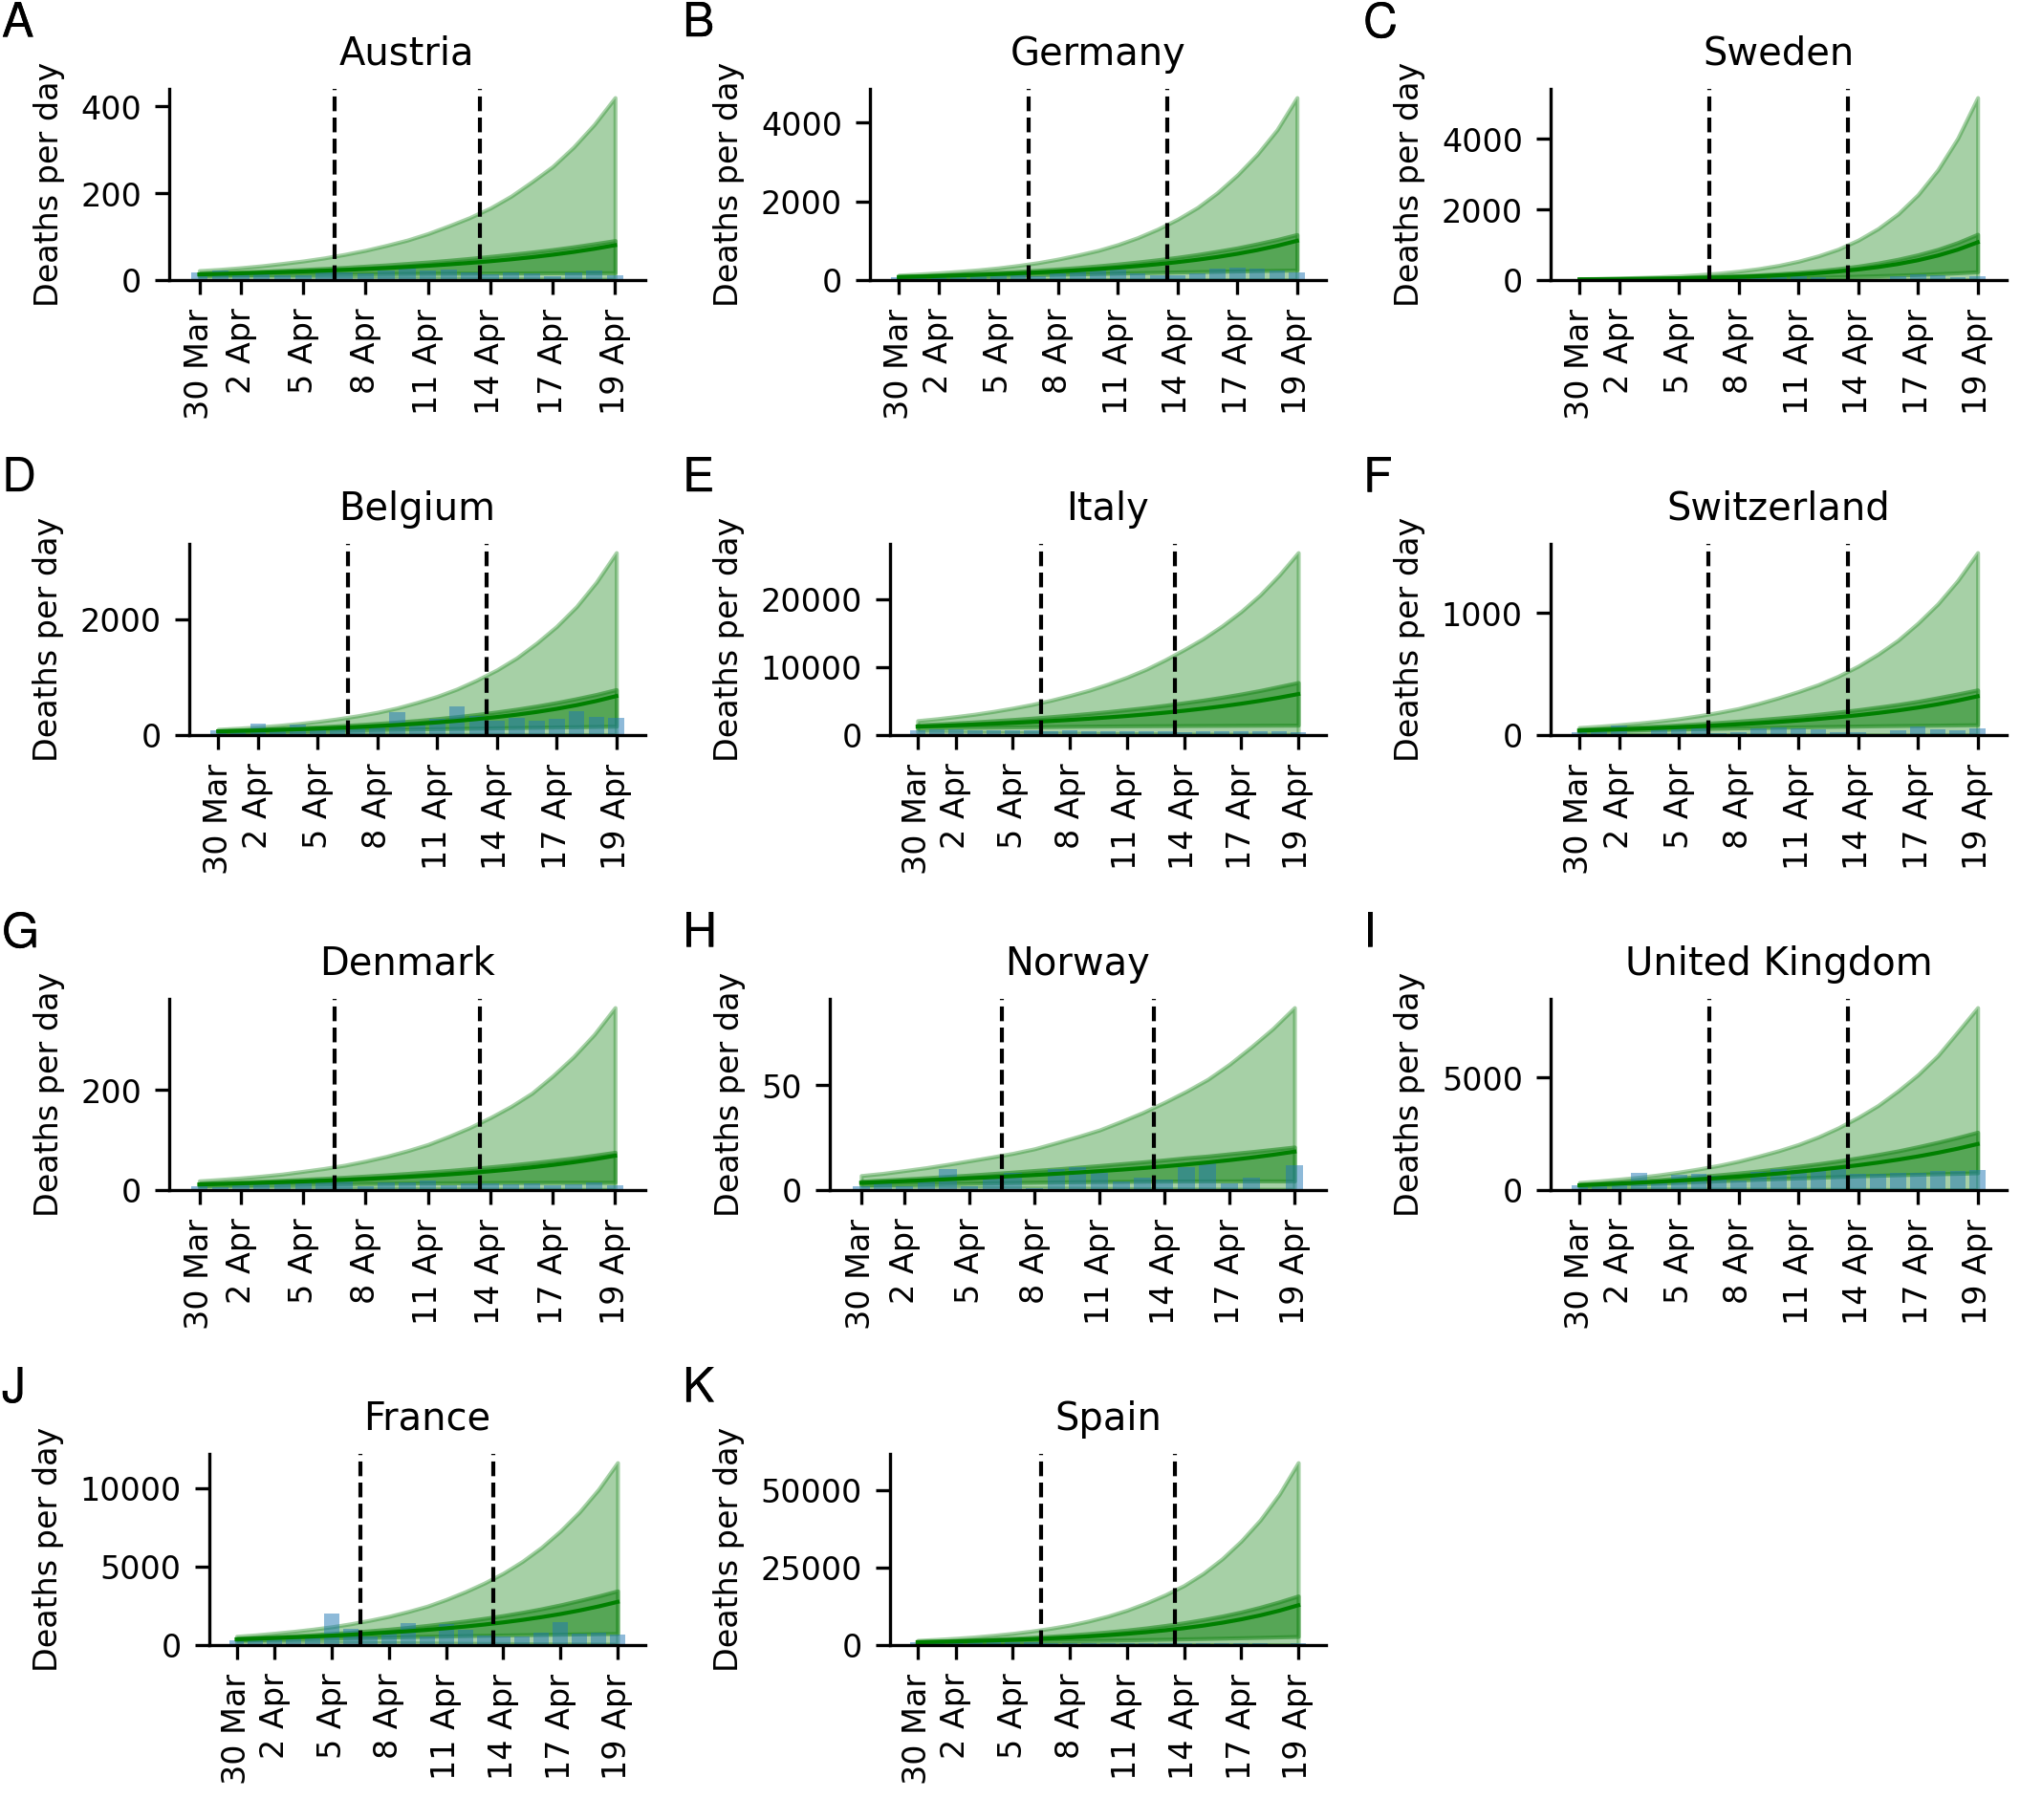 A
Austria
Deaths per day
400
200
0
30 Mar
2 Apr
5 Apr
8 Apr
11 Apr
14 Apr
17 Apr
19 Apr
B
Germany
Deaths per day
4000
2000
0
30 Mar
2 Apr
5 Apr
8 Apr
11 Apr
14 Apr
17 Apr
19 Apr
C
Sweden
Deaths per day
4000
2000
0
30 Mar
2 Apr
5 Apr
8 Apr
11 Apr
14 Apr
17 Apr
19 Apr
D
Belgium
Deaths per day
2000
0
30 Mar
2 Apr
5 Apr
8 Apr
11 Apr
14 Apr
17 Apr
19 Apr
E
Italy
Deaths per day
20000
10000
0
30 Mar
2 Apr
5 Apr
8 Apr
11 Apr
14 Apr
17 Apr
19 Apr
F
Switzerland
Deaths per day
1000
0
30 Mar
2 Apr
5 Apr
8 Apr
11 Apr
14 Apr
17 Apr
19 Apr
G
Denmark
Deaths per day
200
0
30 Mar
2 Apr
5 Apr
8 Apr
11 Apr
14 Apr
17 Apr
19 Apr
H
Norway
Deaths per day
50
0
30 Mar
2 Apr
5 Apr
8 Apr
11 Apr
14 Apr
17 Apr
19 Apr
I
United Kingdom
Deaths per day
5000
0
30 Mar
2 Apr
5 Apr
8 Apr
11 Apr
14 Apr
17 Apr
19 Apr
J
France
Deaths per day
10000
5000
0
30 Mar
2 Apr
5 Apr
8 Apr
11 Apr
14 Apr
17 Apr
19 Apr
K
Spain
Deaths per day
50000
25000
0
30 Mar
2 Apr
5 Apr
8 Apr
11 Apr
14 Apr
17 Apr
19 Apr